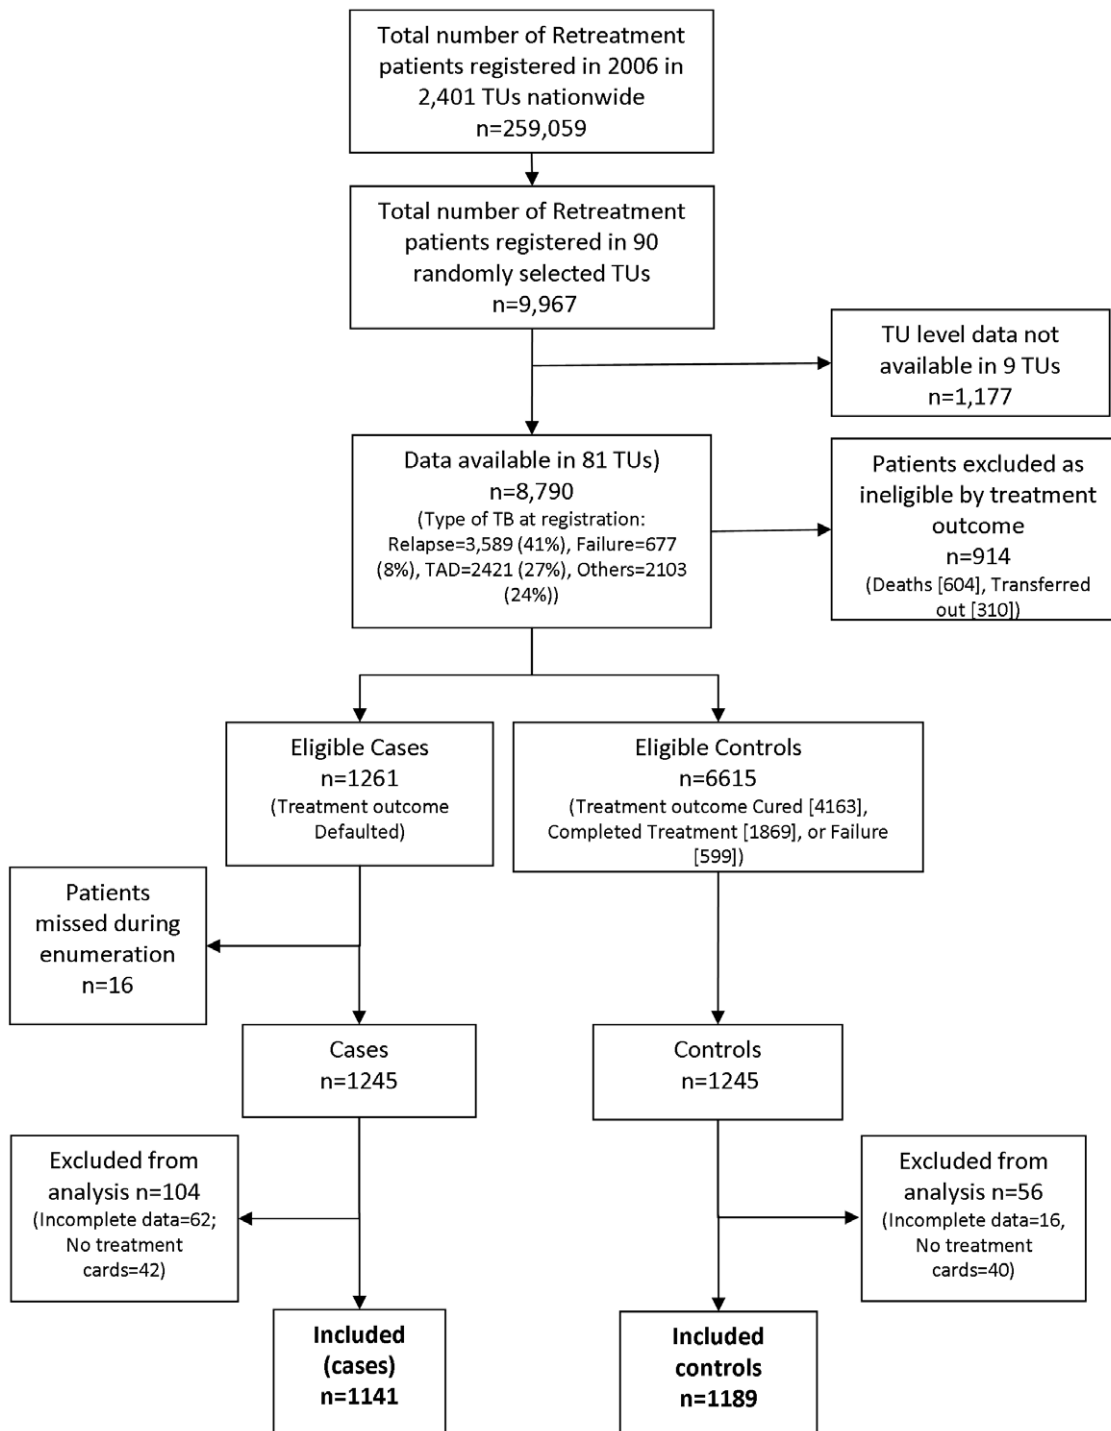 Total number of Retreatment
patients registered in 2006 in
2,401 TUs nationwide
n=259,059
Total number of Retreatment
patients registered in 90
randomly selected TUs
n=9,967
TU level data not
available in 9 TUs
n=1,177
Data available in 81 TUs)
n=8,790
(Type of TB at registration:
Relapse=3,589 (41%), Failure=677
(8%), TAD=2421 (27%), Others=2103
(24%))
Patients excluded as
ineligible by treatment
outcome
n=914
(Deaths [604], Transferred
out [310])
Eligible Cases
n=1261
(Treatment outcome
Defaulted)
Eligible Controls
n=6615
(Treatment outcome Cured [4163],
Completed Treatment [1869], or Failure
[599])
Patients
missed during
enumeration
n=16
Cases
n=1245
Controls
n=1245
Excluded from
analysis n=104
(Incomplete data=62;
No treatment
cards=42)
Excluded from
analysis n=56
(Incomplete data=16,
No treatment
cards=40)
Included
(cases)
n=1141
Included
controls
n=1189